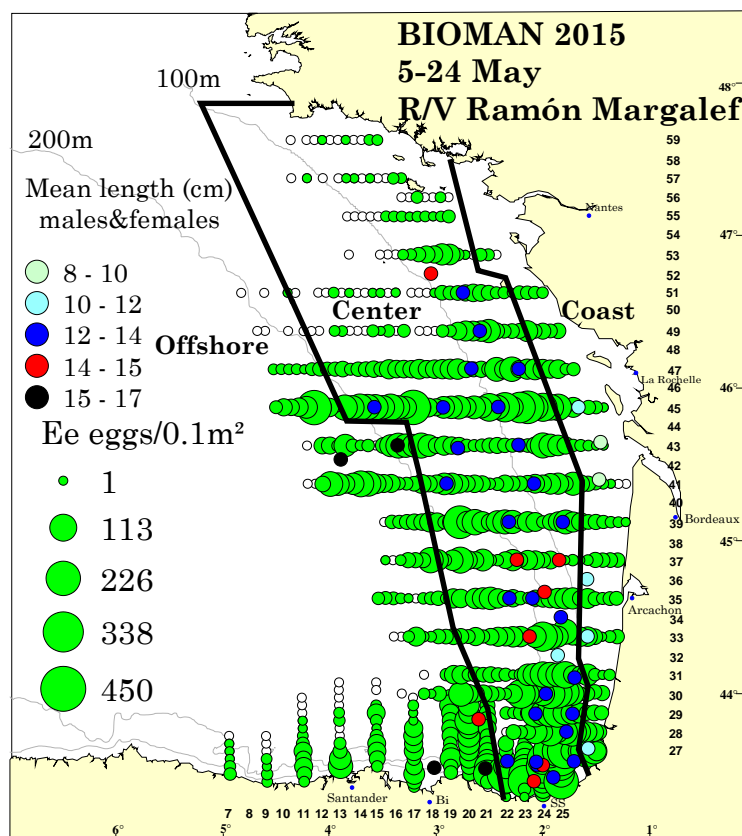 BIOMAN 2015
5-24 May
R/V Ramón Margalef
100m
200m
48°
47°
46°
45°
44°
Mean length (cm)
males&females
8 - 10
10 - 12
12 - 14
14 - 15
15 - 17
Offshore
Center
Coast
Ee eggs/0.1m²
1
113
226
338
450
Nantes
La Rochelle
Bordeaux
Arcachon
Santander
Bi
SS
59
58
57
56
55
54
53
52
51
50
49
48
47
46
45
44
43
42
41
40
39
38
37
36
35
34
33
32
31
30
29
28
27
7 8 9 10 11 12 13 14 15 16 17 18 19 20 21 22 23 24 25
6° 5° 4° 3° 2° 1°